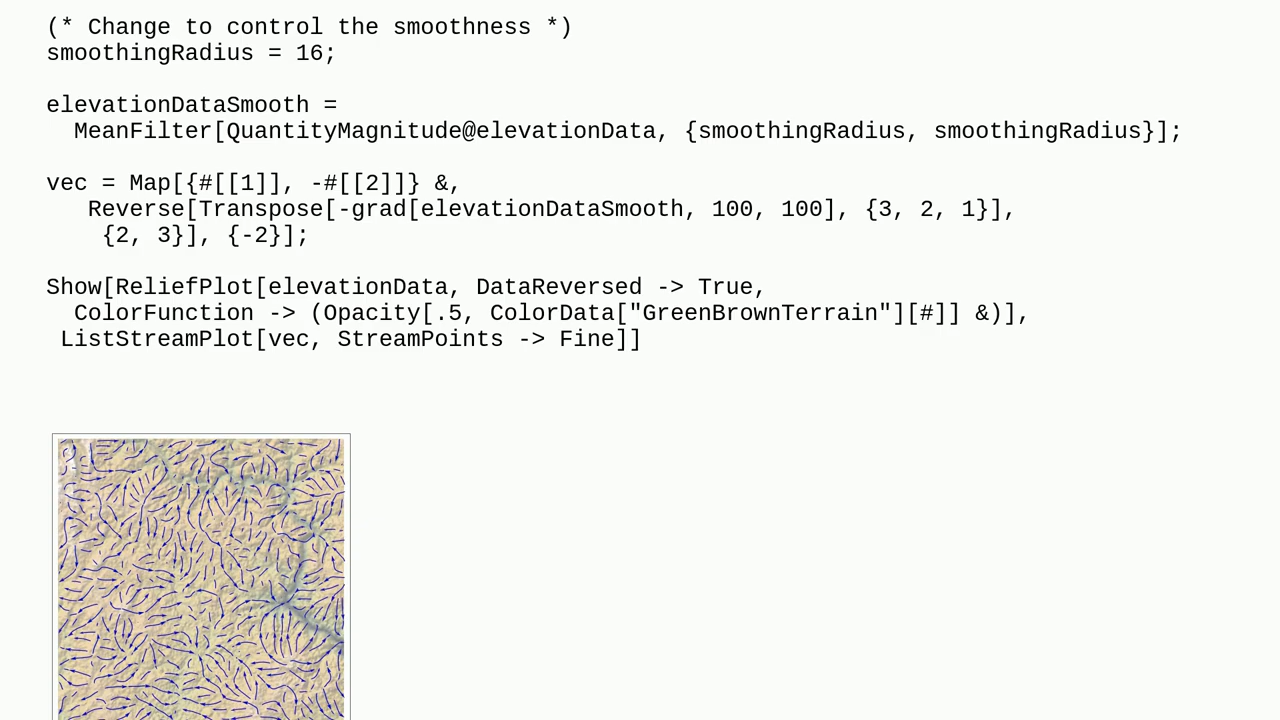 (* Change to control the smoothness *)
smoothingRadius = 16;
elevationDataSmooth =
MeanFilter[QuantityMagnitude@elevationData, {smoothingRadius, smoothingRadius}];
vec = Map[{#[[1]], -#[[2]]} &,
Reverse[Transpose[-grad[elevationDataSmooth, 100, 100], {3, 2, 1}],
{2, 3}], {-2}];
Show[ReliefPlot[elevationData, DataReversed -> True,
ColorFunction -> (Opacity[.5, ColorData["GreenBrownTerrain"][#]] &)],
ListStreamPlot[vec, StreamPoints -> Fine]]